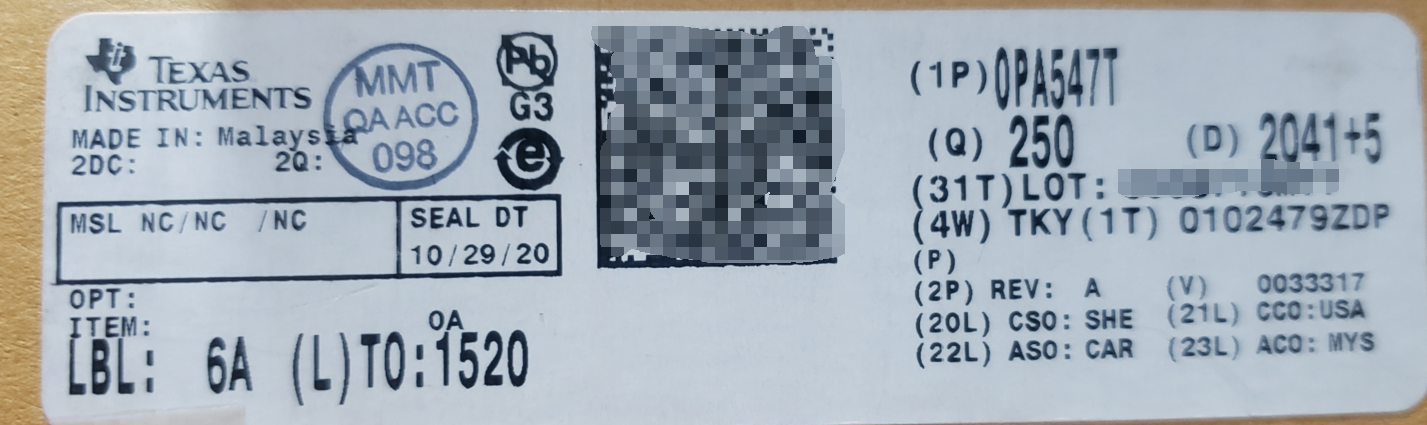 TEXAS
INSTRUMENTS
MADE IN: Malaysia
2DC: 2Q:
MMT
QA ACC
098
Pb
G3
e
MSL NC/NC /NC
SEAL DT
10/29/20
OPT:
ITEM:
0A
LBL: 6A (L)TO:1520
(1P)OPA547T
(Q) 250 (D) 2041+5
(31T)LOT:
(4W) TKY(1T) 0102479ZDP
(P)
(2P) REV: A (V) 0033317
(20L) CSO: SHE (21L) CCO:USA
(22L) ASO: CAR (23L) ACO: MYS